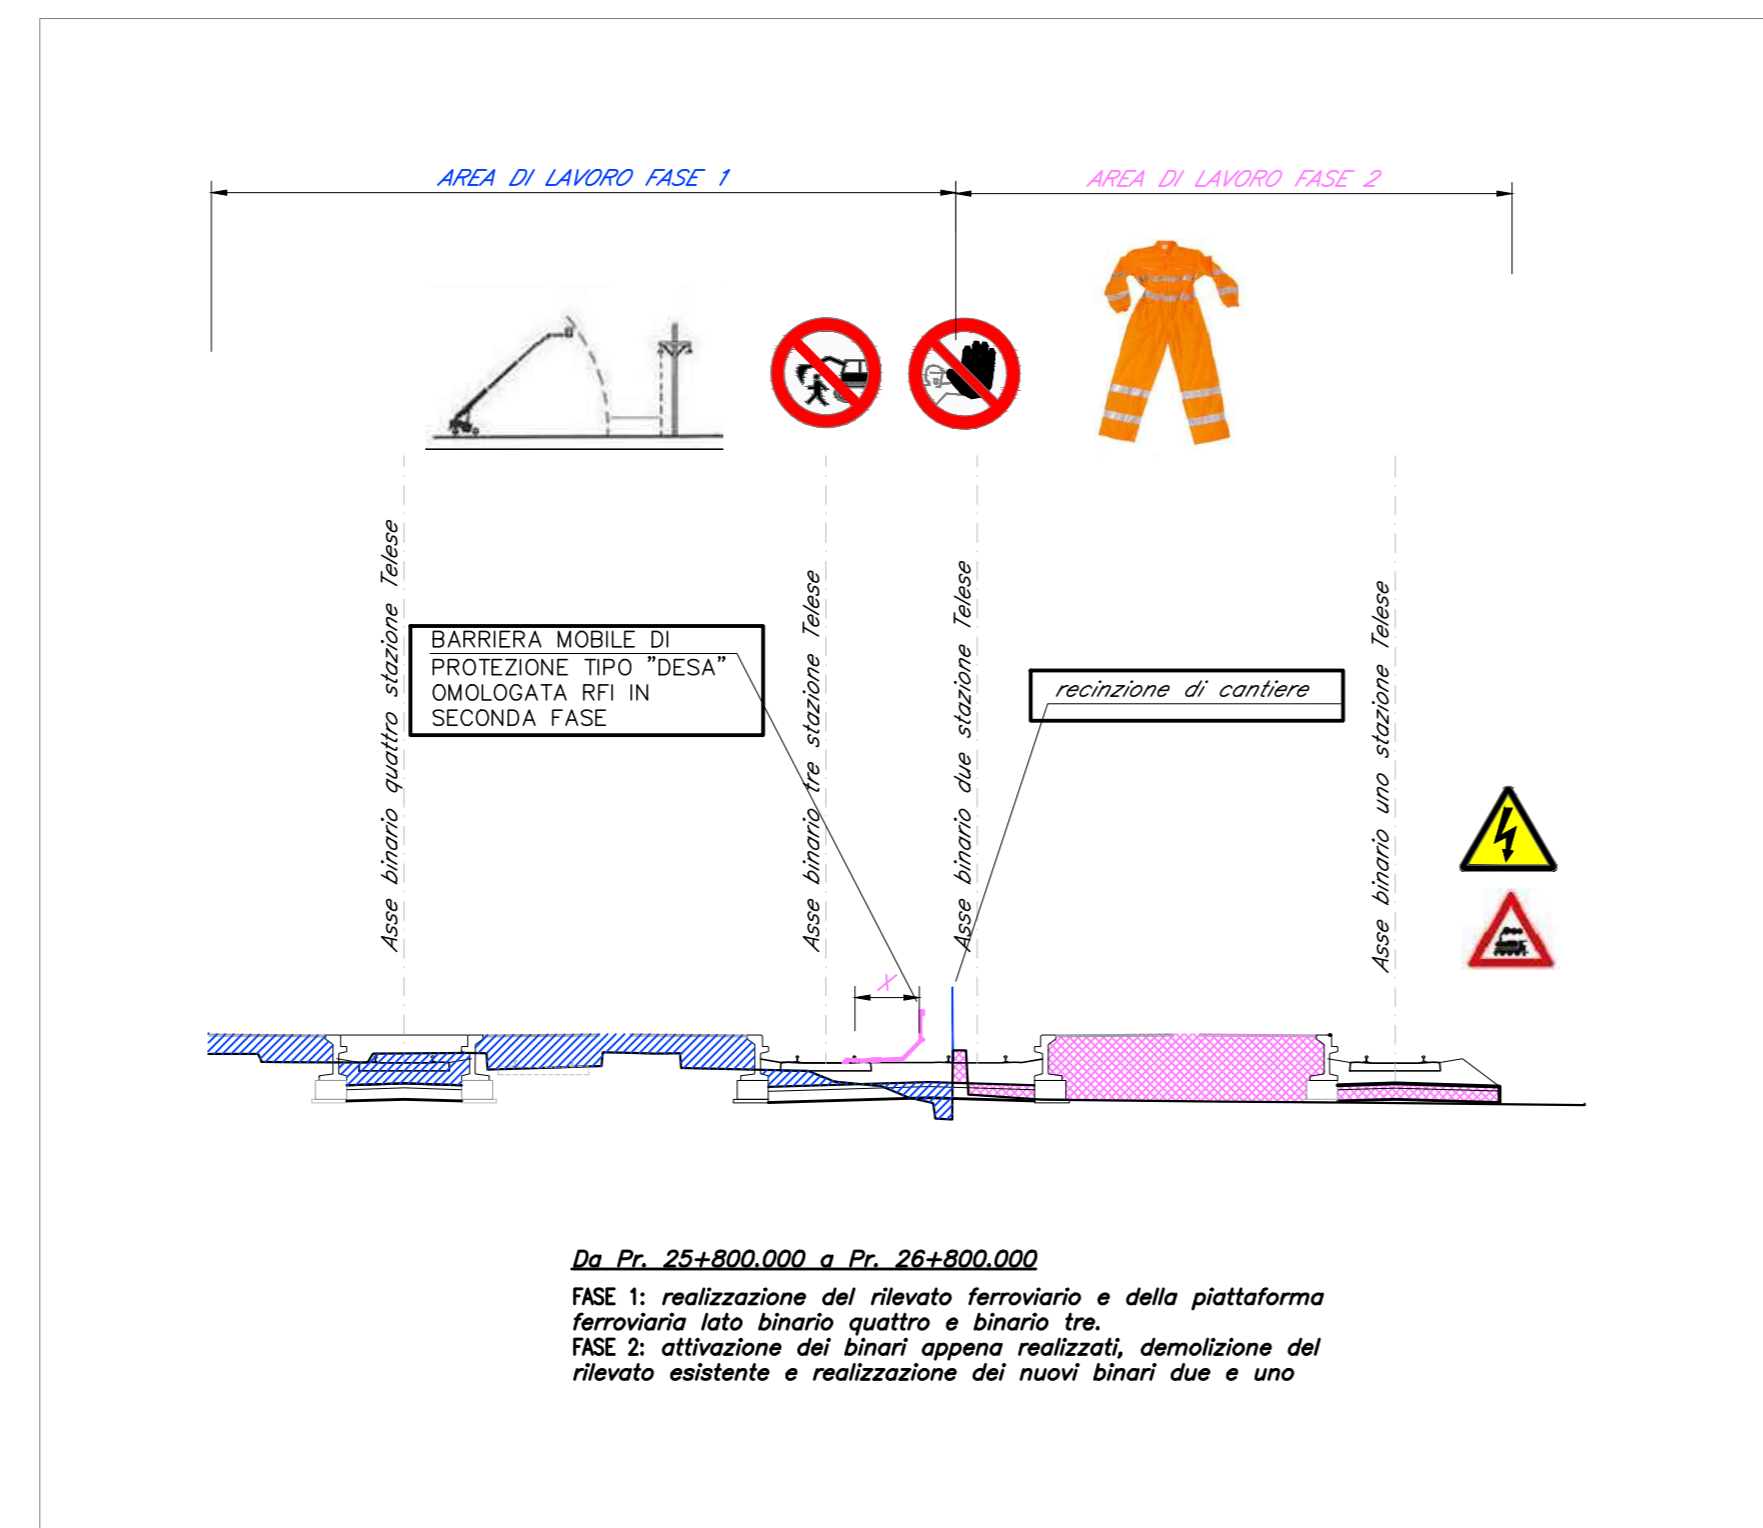 AREA DI LAVORO FASE 1
AREA DI LAVORO FASE 2
Asse binario quattro stazione Telese
Asse binario tre stazione Telese
Asse binario due stazione Telese
Asse binario uno stazione Telese
BARRIERA MOBILE DI
PROTEZIONE TIPO "DESA"
OMOLOGATA RFI IN
SECONDA FASE
recinzione di cantiere
X
Da Pr. 25+800.000 a Pr. 26+800.000
FASE 1: realizzazione del rilevato ferroviario e della piattaforma
ferroviaria lato binario quattro e binario tre.
FASE 2: attivazione dei binari appena realizzati, demolizione del
rilevato esistente e realizzazione dei nuovi binari due e uno